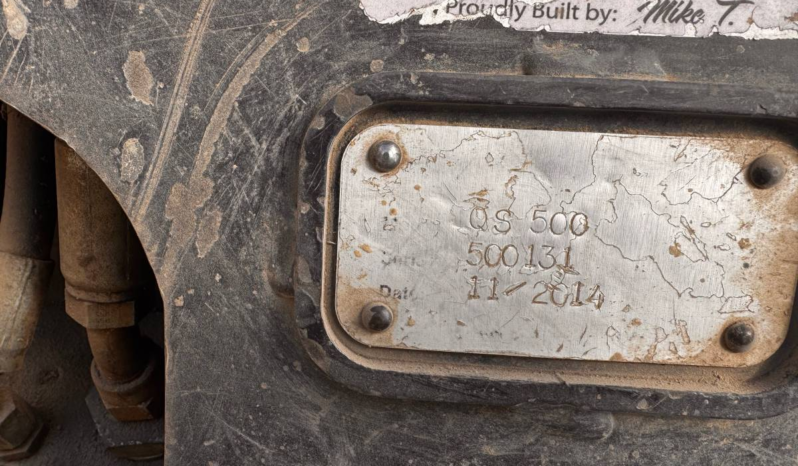 Proudly Built by: Mike T.
QS 500
500131
Date 11/2014